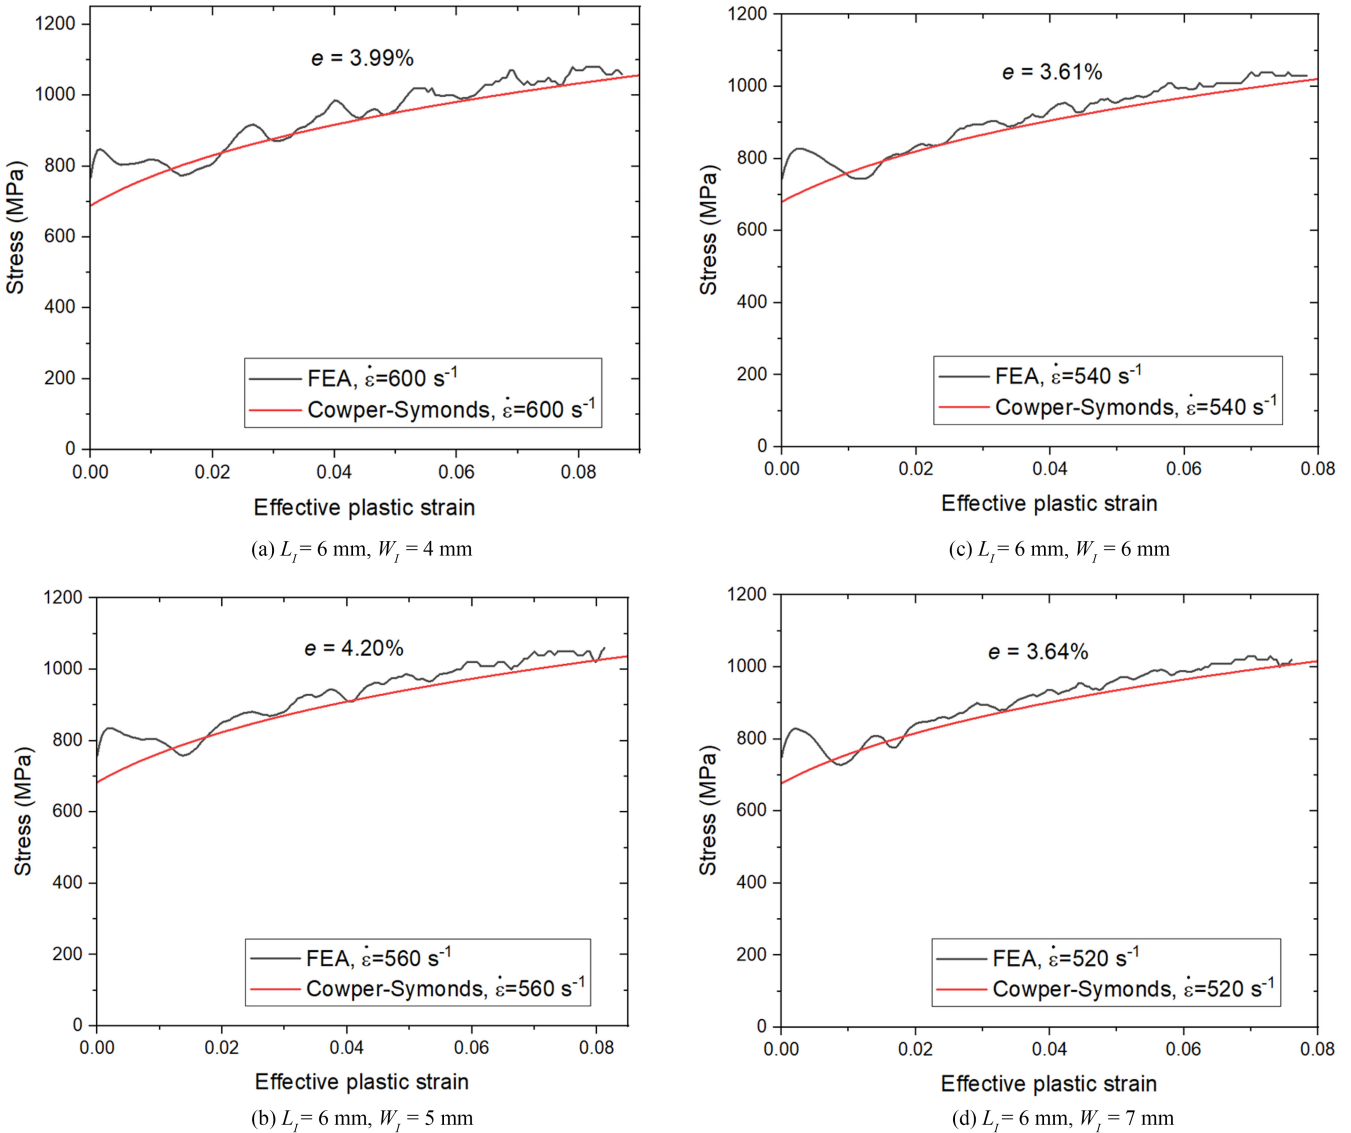 1200
1000
800
600
400
200
0
Stress (MPa)
e = 3.99%
FEA, ε̇=600 s⁻¹
Cowper-Symonds, ε̇=600 s⁻¹
0.00 0.02 0.04 0.06 0.08
Effective plastic strain
(a) L_I = 6 mm, W_I = 4 mm
1200
1000
800
600
400
200
0
Stress (MPa)
e = 3.61%
FEA, ε̇=540 s⁻¹
Cowper-Symonds, ε̇=540 s⁻¹
0.00 0.02 0.04 0.06 0.08
Effective plastic strain
(c) L_I = 6 mm, W_I = 6 mm
1200
1000
800
600
400
200
0
Stress (MPa)
e = 4.20%
FEA, ε̇=560 s⁻¹
Cowper-Symonds, ε̇=560 s⁻¹
0.00 0.02 0.04 0.06 0.08
Effective plastic strain
(b) L_I = 6 mm, W_I = 5 mm
1200
1000
800
600
400
200
0
Stress (MPa)
e = 3.64%
FEA, ε̇=520 s⁻¹
Cowper-Symonds, ε̇=520 s⁻¹
0.00 0.02 0.04 0.06 0.08
Effective plastic strain
(d) L_I = 6 mm, W_I = 7 mm